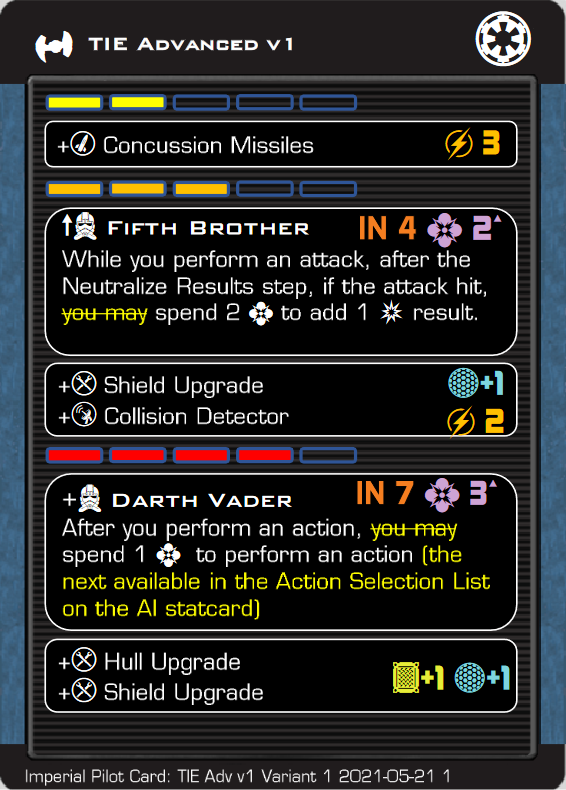 TIE Advanced v1
+ Concussion Missiles 3
Fifth Brother IN 4 2
While you perform an attack, after the
Neutralize Results step, if the attack hit,
you may spend 2 to add 1 result.
+ Shield Upgrade +1
+ Collision Detector 2
+ Darth Vader IN 7 3
After you perform an action, you may
spend 1 to perform an action (the
next available in the Action Selection List
on the AI statcard)
+ Hull Upgrade
+1 +1
+ Shield Upgrade
Imperial Pilot Card: TIE Adv v1 Variant 1 2021-05-21 1